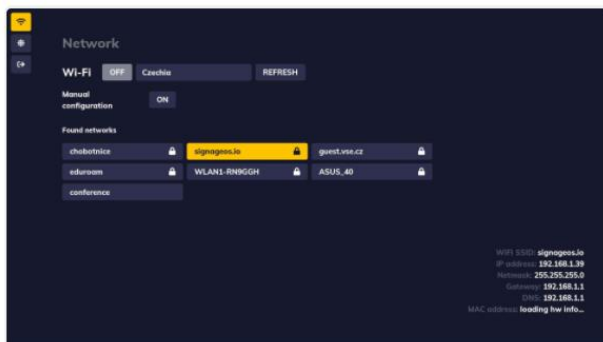 Network
Wi-Fi OFF Czechia REFRESH
Manual
configuration ON
Found networks
chobotnice signageos.io guest.vse.cz
eduroam WLAN1-RN9GGH ASUS_40
conference
WIFI SSID: signageos.io
IP address: 192.168.1.39
Netmask: 255.255.255.0
Gateway: 192.168.1.1
DNS: 192.168.1.1
MAC address: loading hw info...